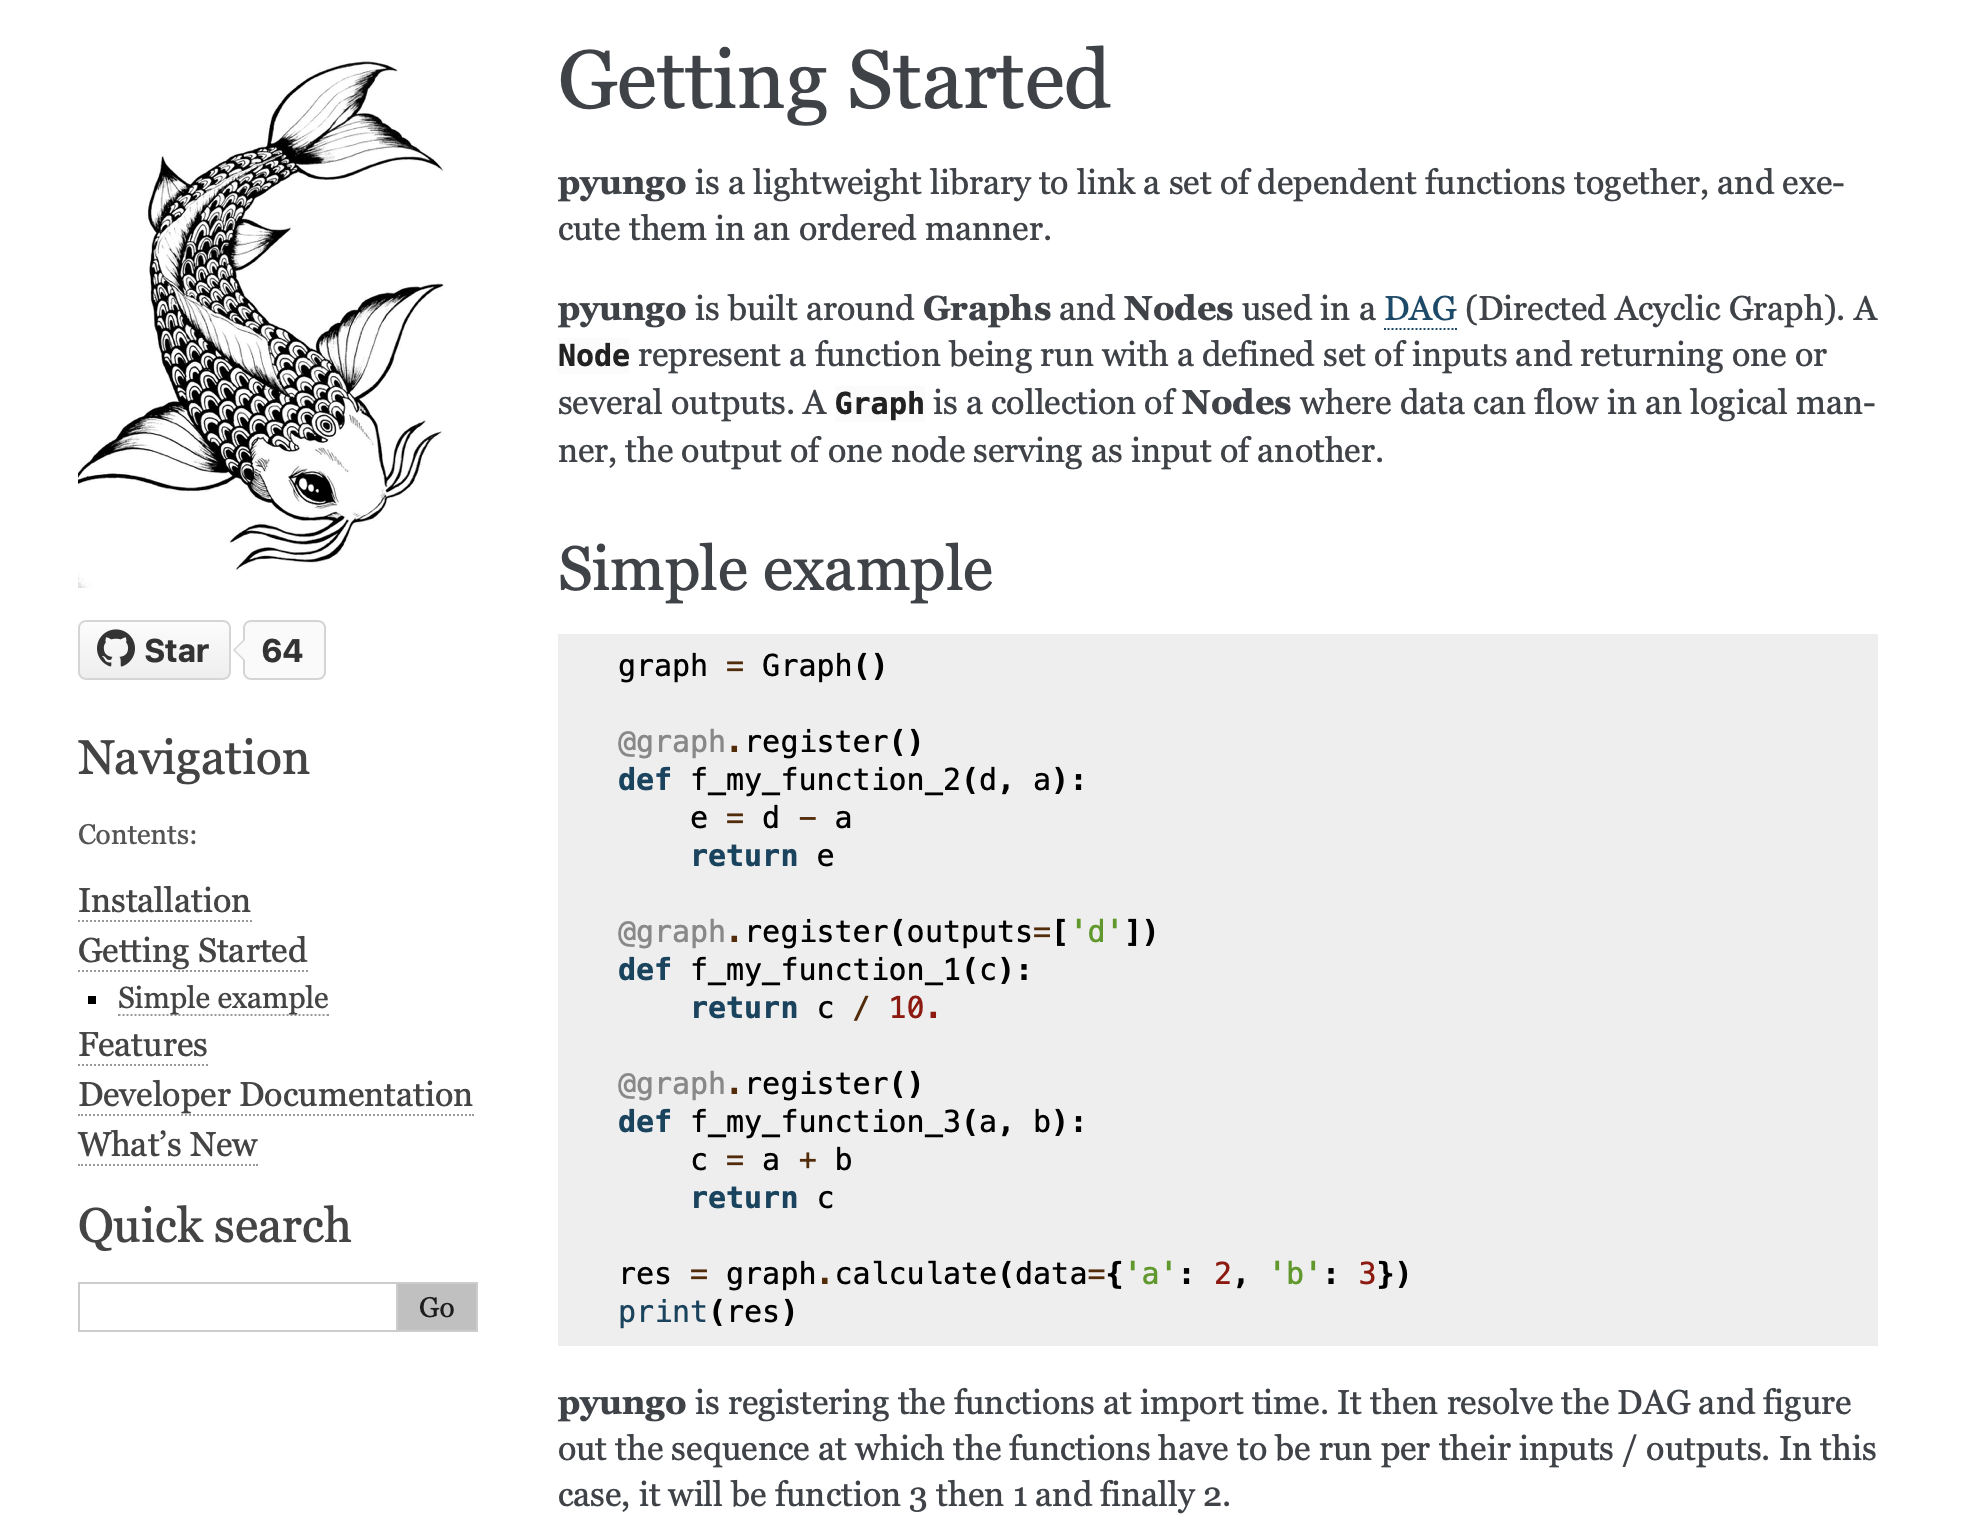 Getting Started
pyungo is a lightweight library to link a set of dependent functions together, and exe-
cute them in an ordered manner.
pyungo is built around Graphs and Nodes used in a DAG (Directed Acyclic Graph). A
Node represent a function being run with a defined set of inputs and returning one or
several outputs. A Graph is a collection of Nodes where data can flow in an logical man-
ner, the output of one node serving as input of another.
Simple example
graph = Graph()
@graph.register()
def f_my_function_2(d, a):
    e = d - a
    return e
@graph.register(outputs=['d'])
def f_my_function_1(c):
    return c / 10.
@graph.register()
def f_my_function_3(a, b):
    c = a + b
    return c
res = graph.calculate(data={'a': 2, 'b': 3})
print(res)
pyungo is registering the functions at import time. It then resolve the DAG and figure
out the sequence at which the functions have to be run per their inputs / outputs. In this
case, it will be function 3 then 1 and finally 2.
Star 64
Navigation
Contents:
Installation
Getting Started
Simple example
Features
Developer Documentation
What’s New
Quick search
Go